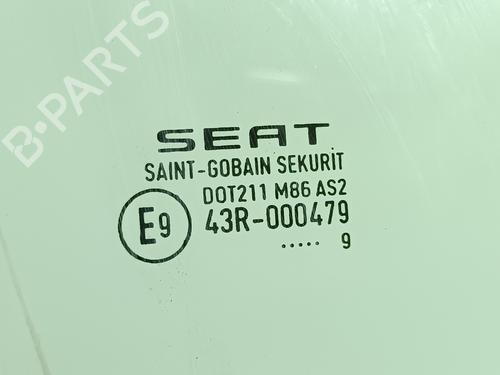 B-PARTS
SEAT
SAINT-GOBAIN SEKURIT
DOT211 M86 AS2
E9 43R-000479
..... 9